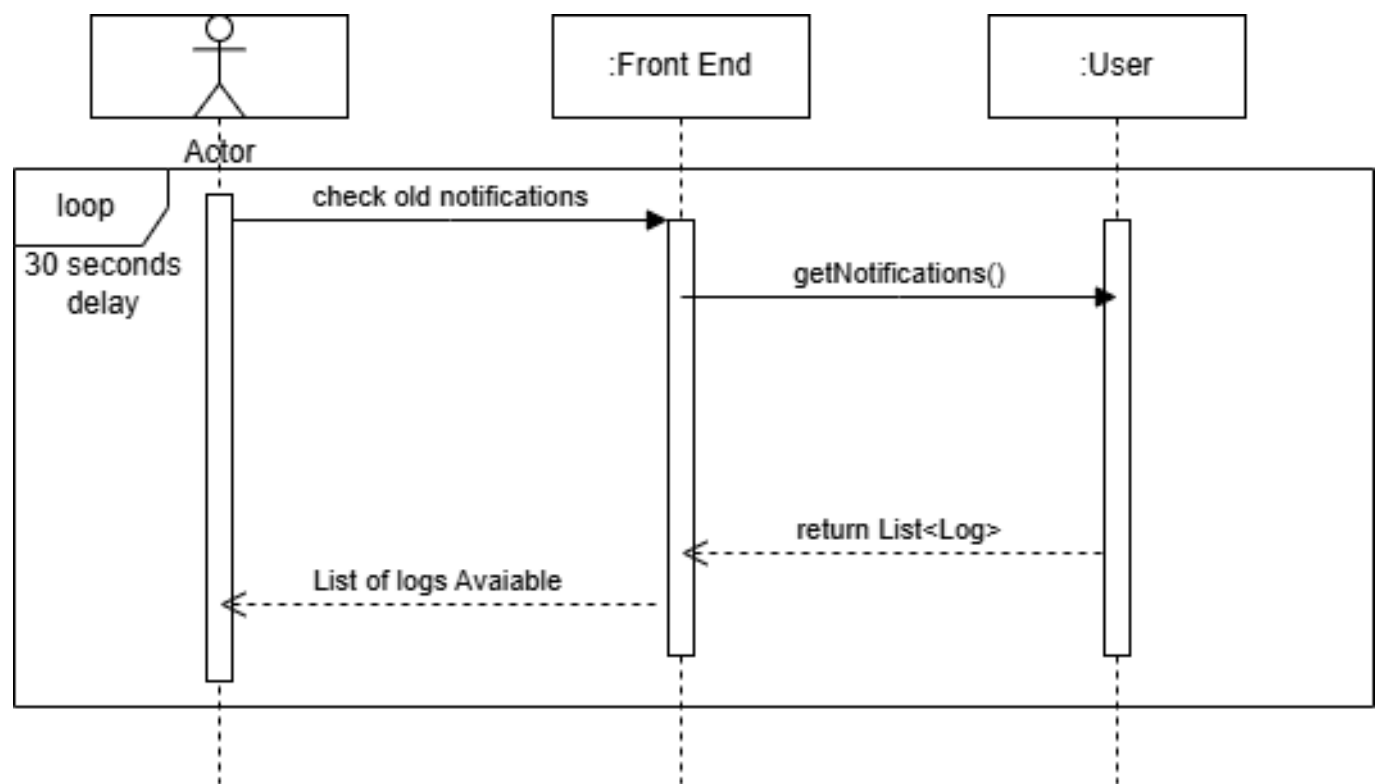 :Front End
:User
Actor
loop
check old notifications
30 seconds
delay
getNotifications()
return List<Log>
List of logs Avaiable